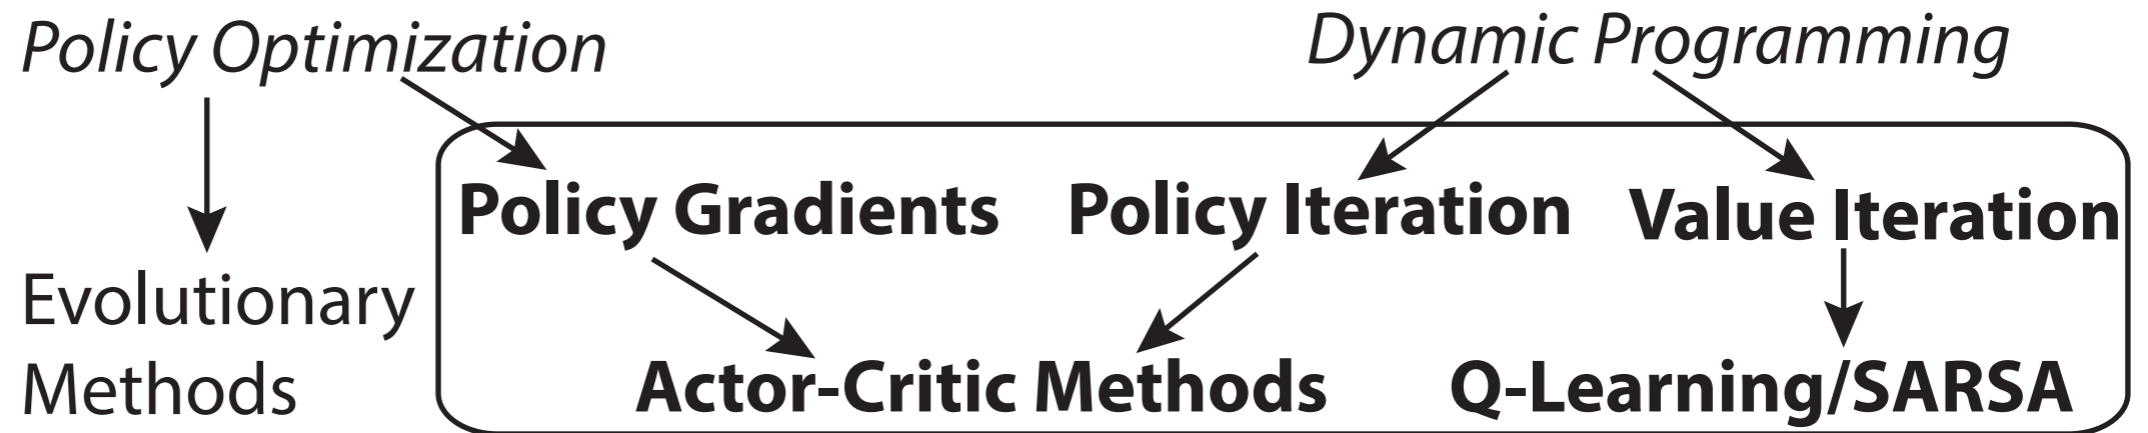 Policy Optimization
Dynamic Programming
Policy Gradients
Policy Iteration
Value Iteration
Evolutionary
Methods
Actor-Critic Methods
Q-Learning/SARSA